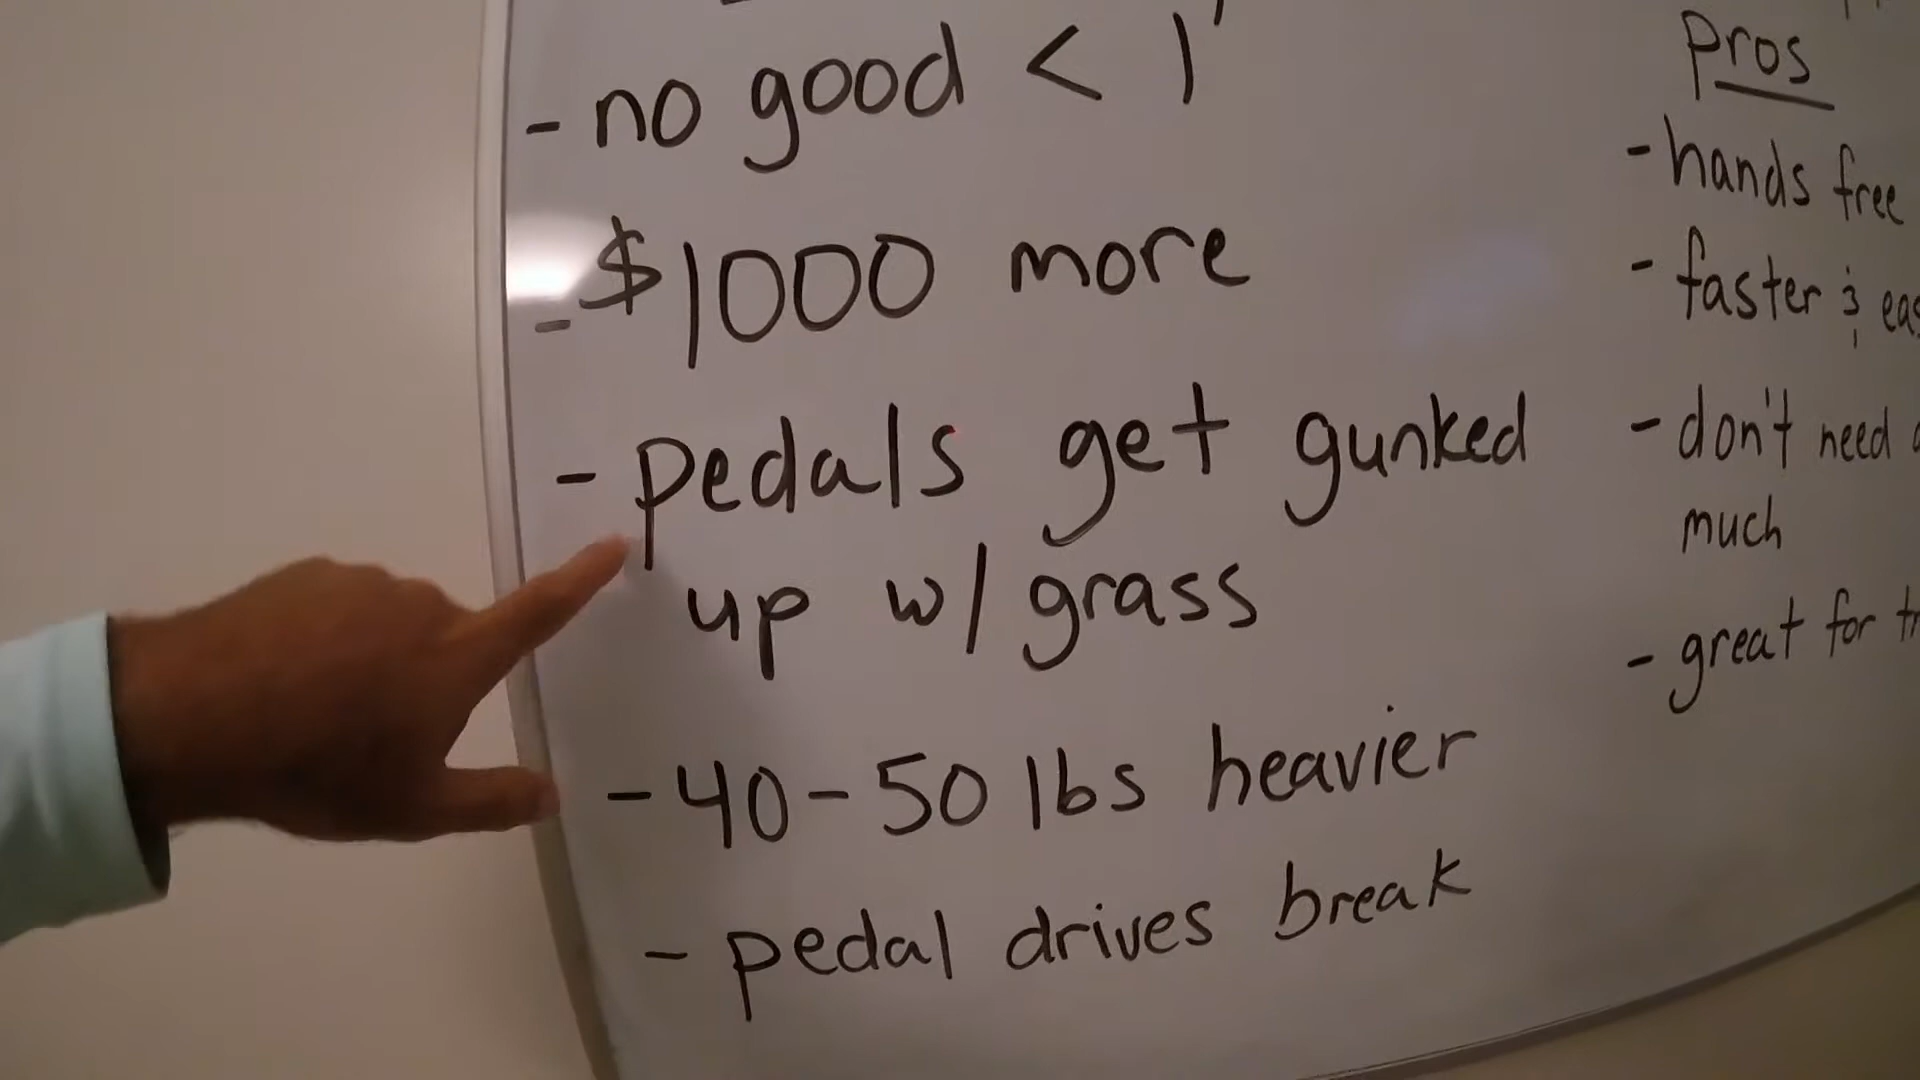 - no good < 1'
- $1000 more
- pedals get gunked
up w/ grass
- 40-50 lbs heavier
- pedal drives break
Pros
- hands free
- faster &
- don't need
much
- great for